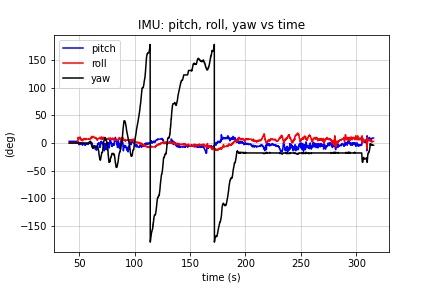 IMU: pitch, roll, yaw vs time
pitch
roll
yaw
(deg)
150
100
50
0
−50
−100
−150
50 100 150 200 250 300
time (s)